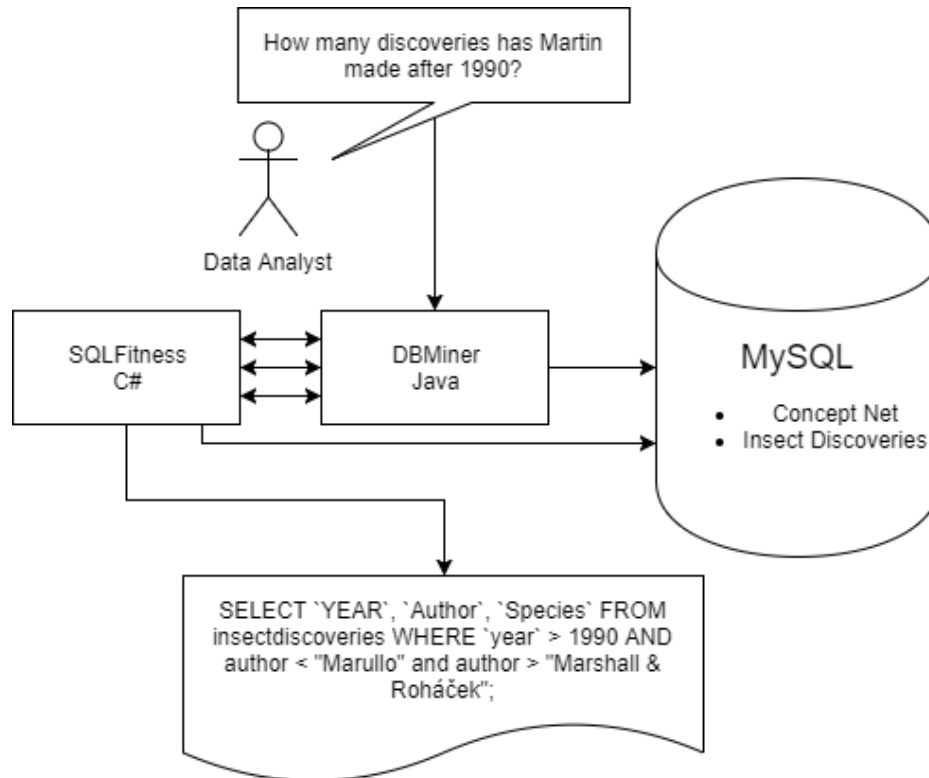 How many discoveries has Martin
made after 1990?
Data Analyst
SQLFitness
C#
DBMiner
Java
MySQL
Concept Net
Insect Discoveries
SELECT `YEAR`, `Author`, `Species` FROM
insectdiscoveries WHERE `year` > 1990 AND
author < "Marullo" and author > "Marshall &
Roháček";